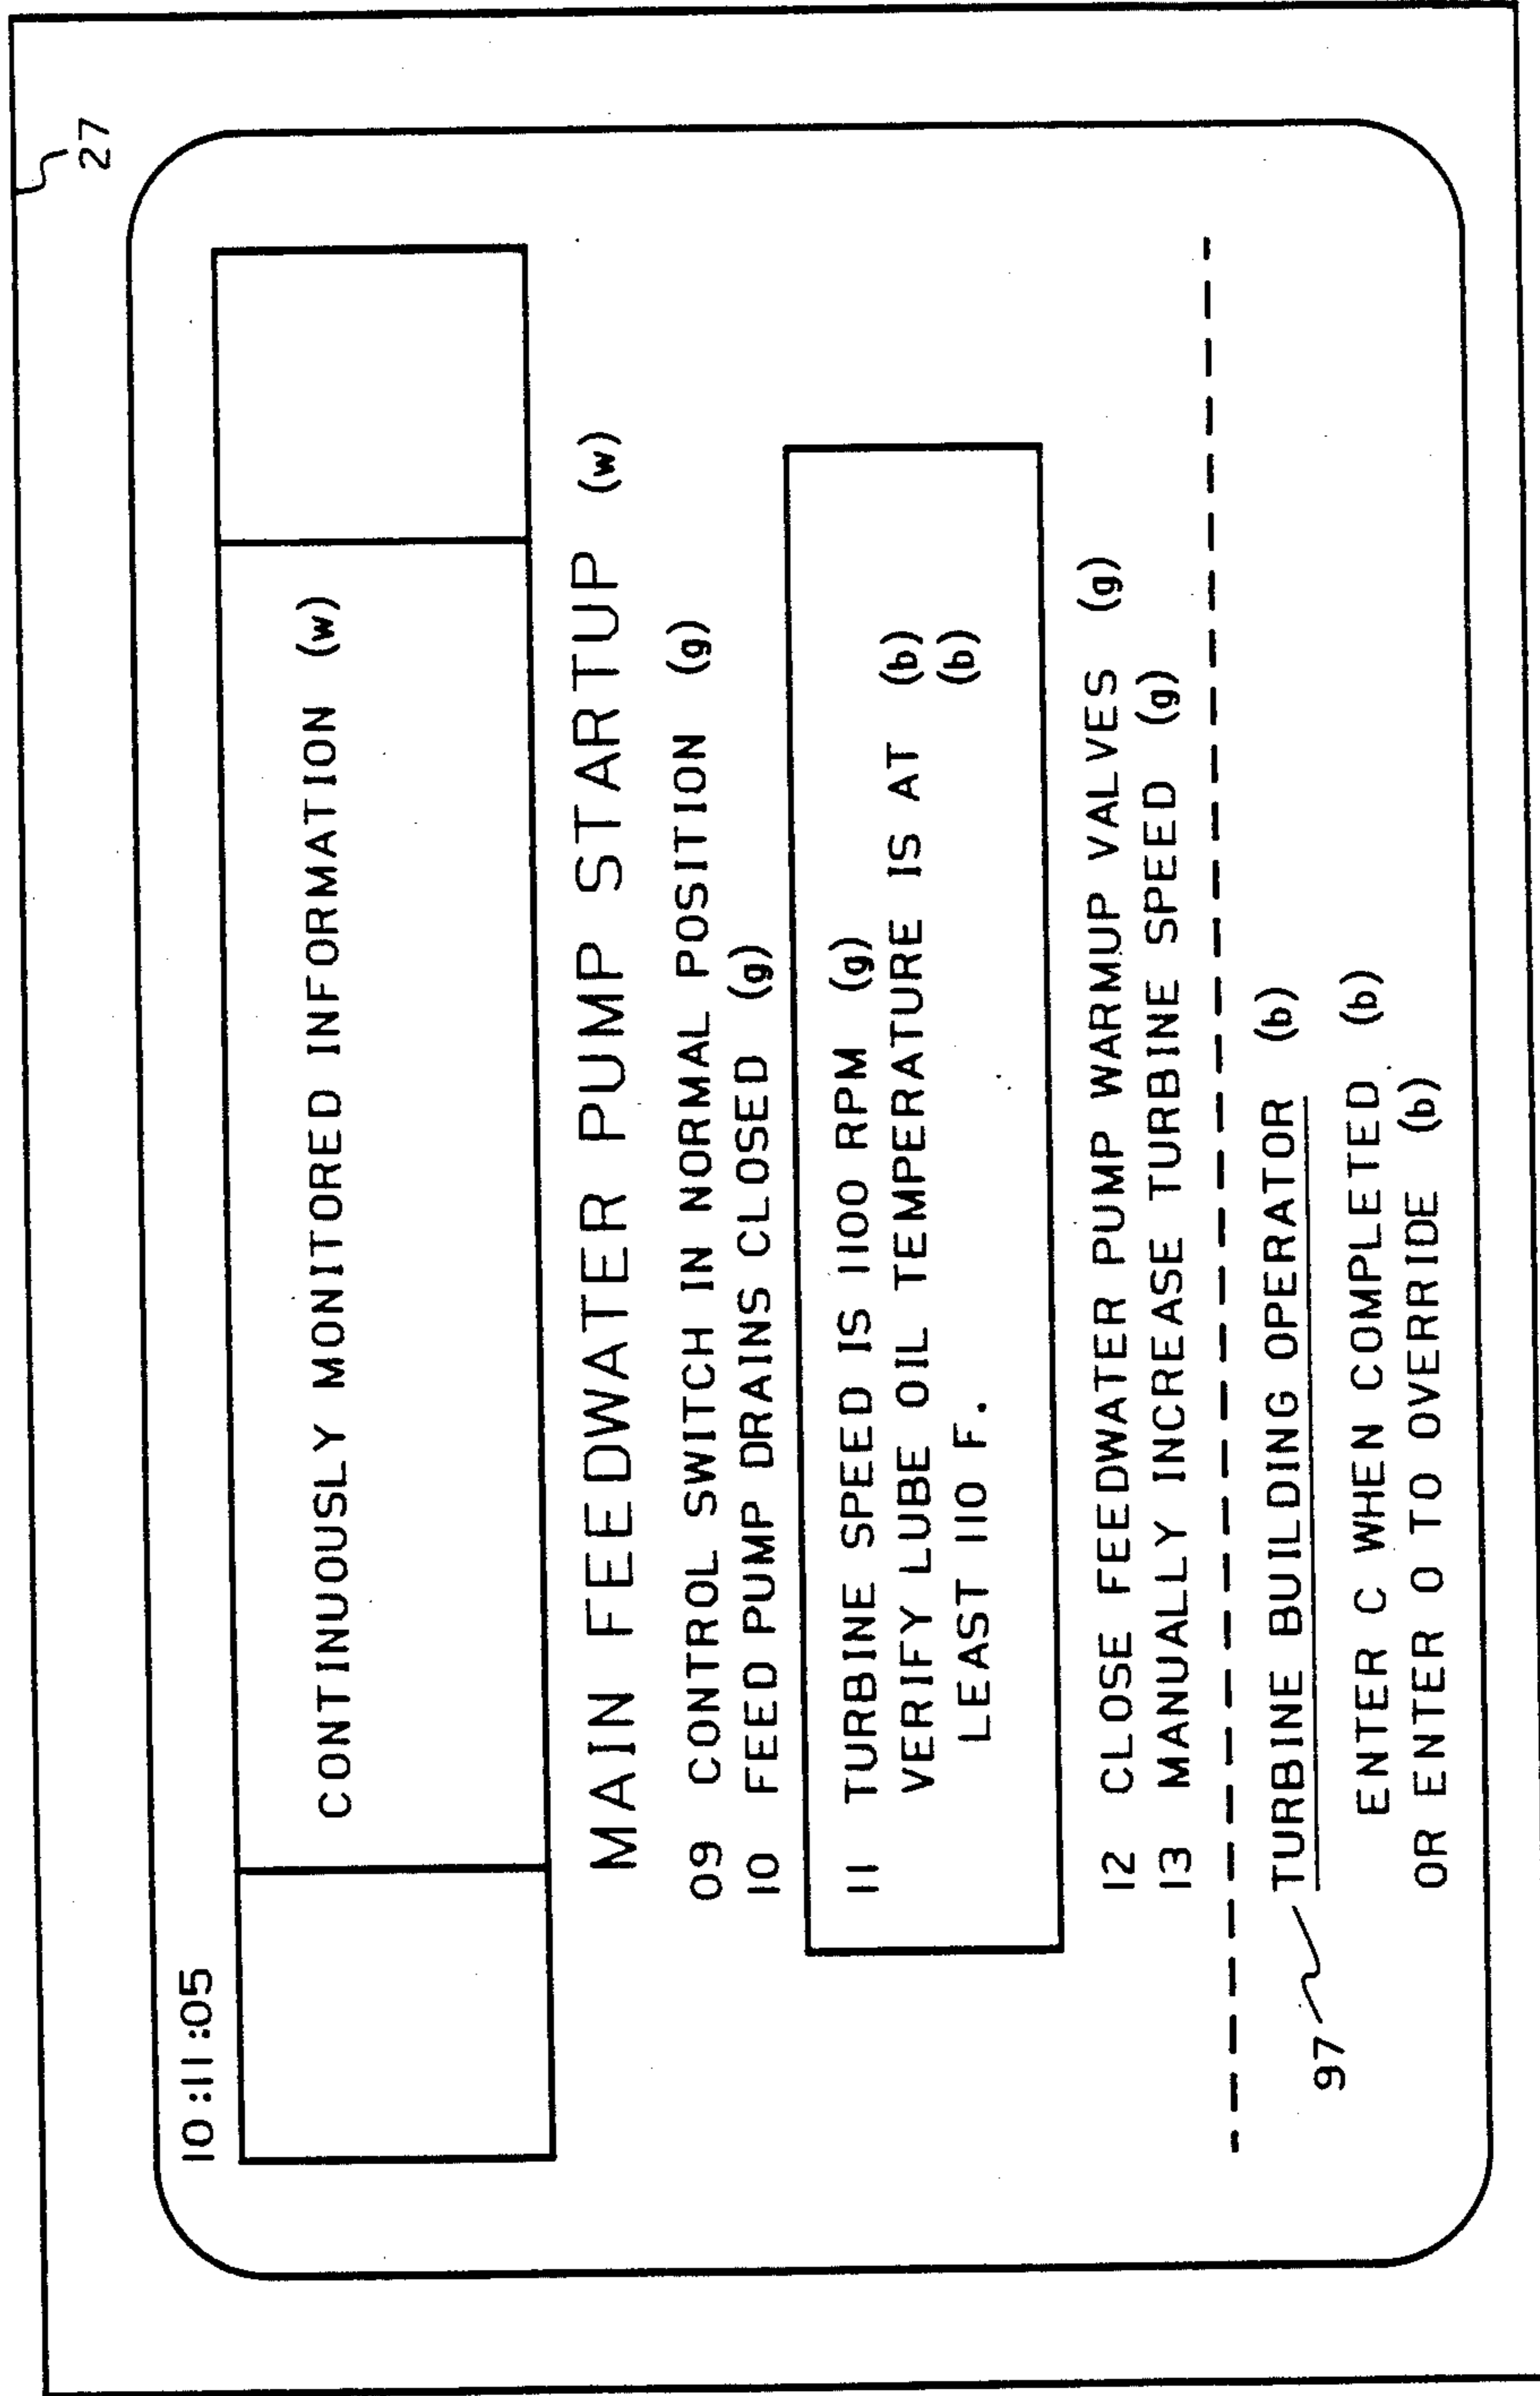 27
10:11:05
CONTINUOUSLY MONITORED INFORMATION (w)
MAIN FEEDWATER PUMP STARTUP (w)
09 CONTROL SWITCH IN NORMAL POSITION (g)
10 FEED PUMP DRAINS CLOSED (g)
11 TURBINE SPEED IS 1100 RPM (g)
VERIFY LUBE OIL TEMPERATURE IS AT (b)
LEAST 110 F. (b)
12 CLOSE FEEDWATER PUMP WARMUP VALVES (g)
13 MANUALLY INCREASE TURBINE SPEED (g)
97 TURBINE BUILDING OPERATOR (b)
ENTER C WHEN COMPLETED (b)
OR ENTER O TO OVERRIDE (b)